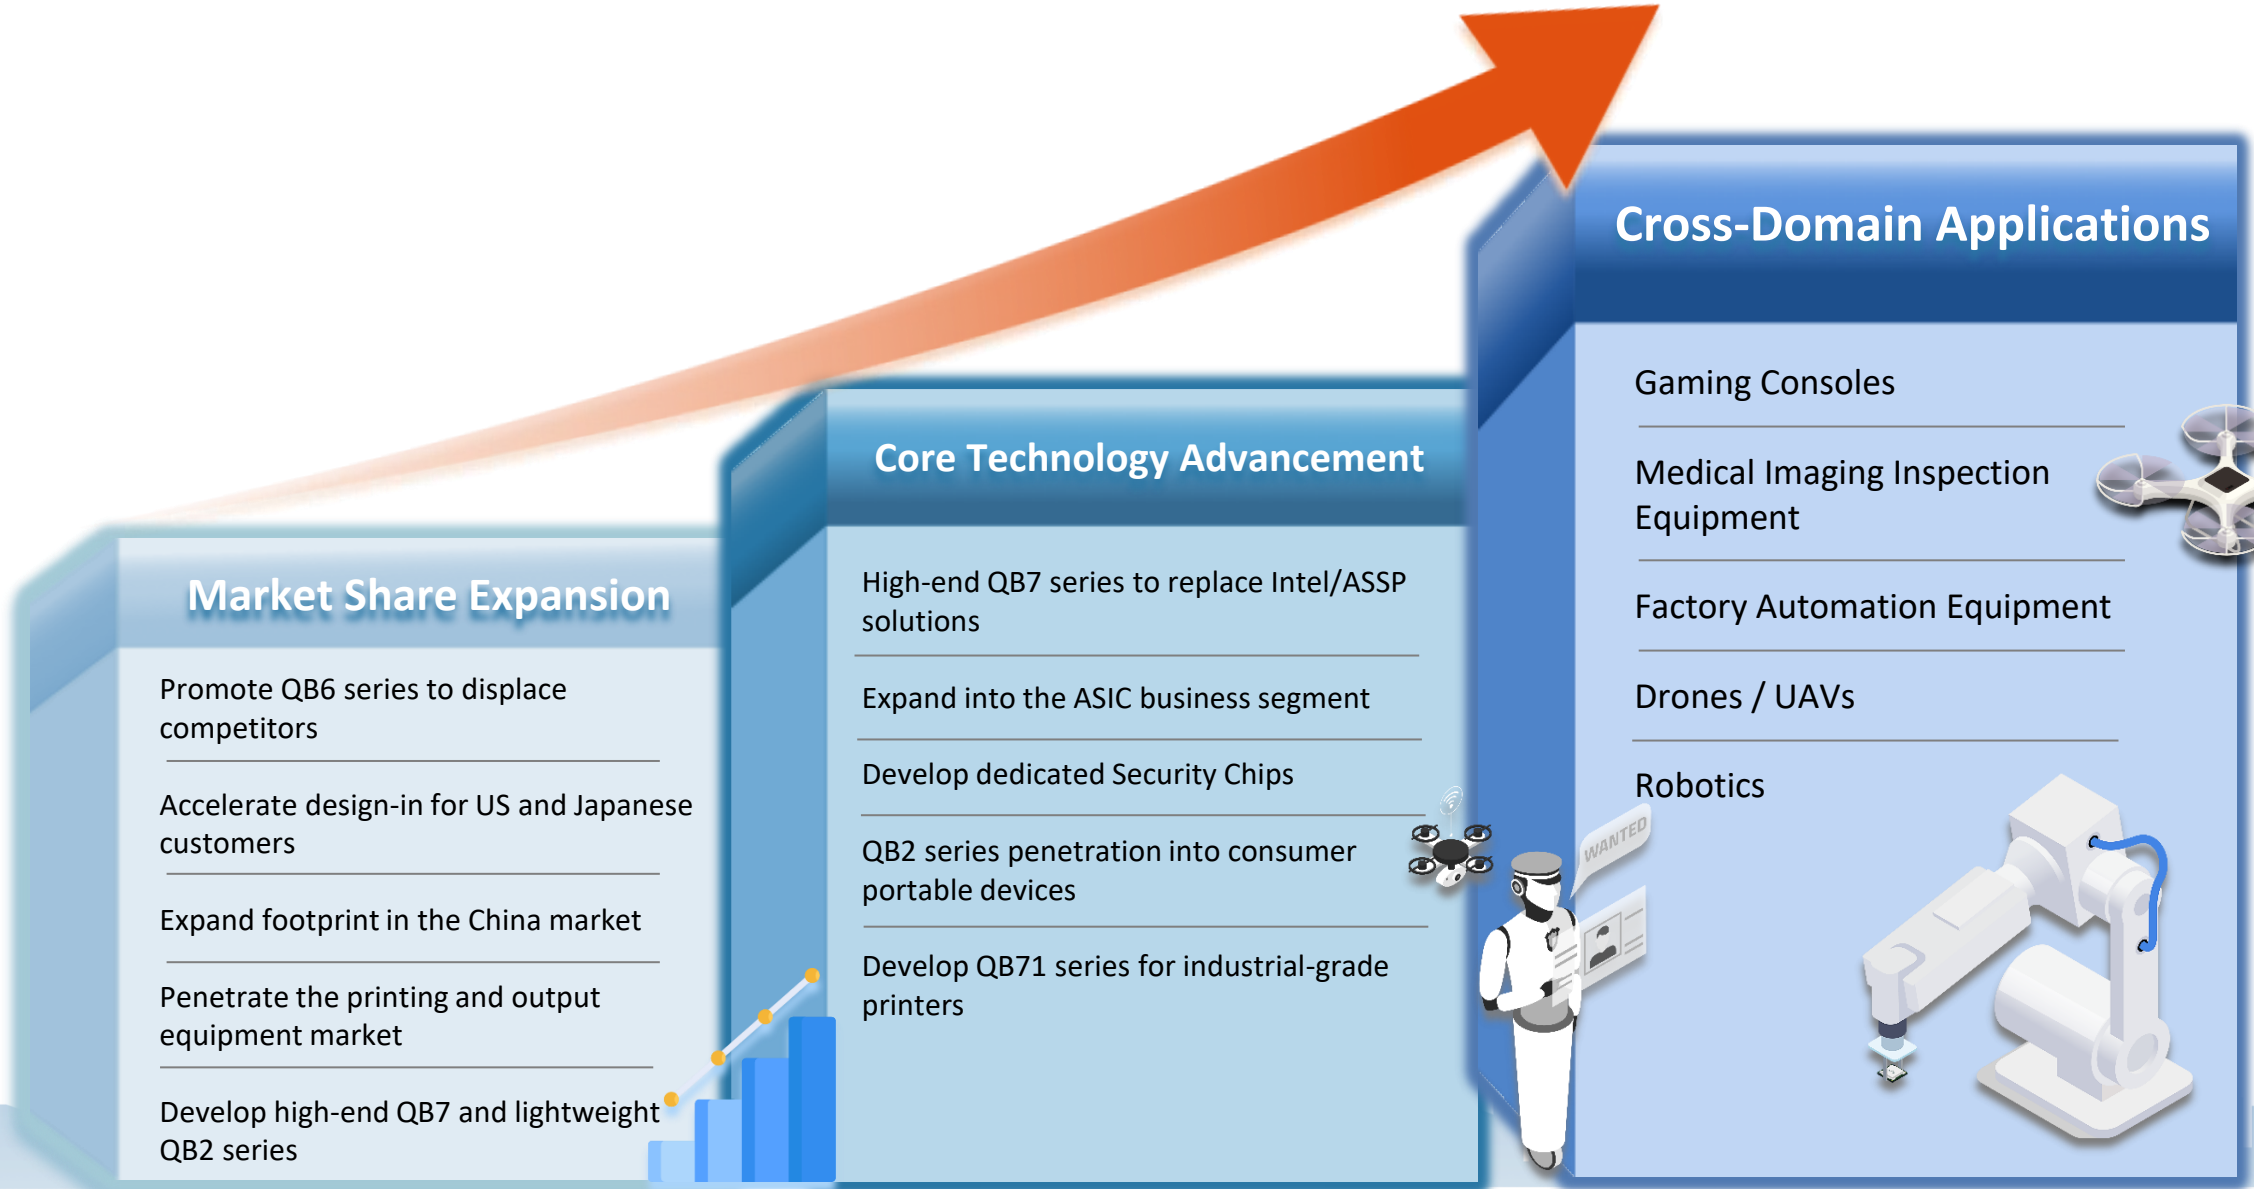 Market Share Expansion
Promote QB6 series to displace
competitors
Accelerate design-in for US and Japanese
customers
Expand footprint in the China market
Penetrate the printing and output
equipment market
Develop high-end QB7 and lightweight
QB2 series
Core Technology Advancement
High-end QB7 series to replace Intel/ASSP
solutions
Expand into the ASIC business segment
Develop dedicated Security Chips
QB2 series penetration into consumer
portable devices
Develop QB71 series for industrial-grade
printers
Cross-Domain Applications
Gaming Consoles
Medical Imaging Inspection
Equipment
Factory Automation Equipment
Drones / UAVs
Robotics
WANTED